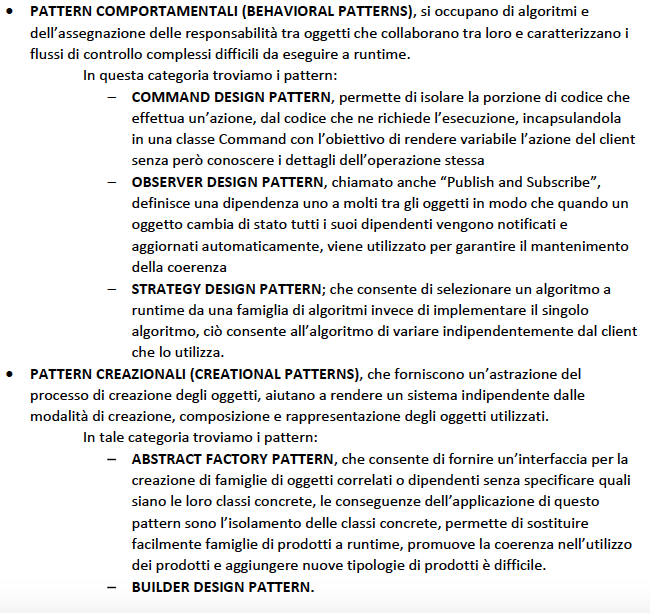 • PATTERN COMPORTAMENTALI (BEHAVIORAL PATTERNS), si occupano di algoritmi e
dell'assegnazione delle responsabilità tra oggetti che collaborano tra loro e caratterizzano i
flussi di controllo complessi difficili da eseguire a runtime.
In questa categoria troviamo i pattern:
– COMMAND DESIGN PATTERN, permette di isolare la porzione di codice che
effettua un'azione, dal codice che ne richiede l'esecuzione, incapsulandola
in una classe Command con l'obiettivo di rendere variabile l'azione del client
senza però conoscere i dettagli dell'operazione stessa
– OBSERVER DESIGN PATTERN, chiamato anche “Publish and Subscribe”,
definisce una dipendenza uno a molti tra gli oggetti in modo che quando un
oggetto cambia di stato tutti i suoi dipendenti vengono notificati e
aggiornati automaticamente, viene utilizzato per garantire il mantenimento
della coerenza
– STRATEGY DESIGN PATTERN; che consente di selezionare un algoritmo a
runtime da una famiglia di algoritmi invece di implementare il singolo
algoritmo, ciò consente all'algoritmo di variare indipendentemente dal client
che lo utilizza.
• PATTERN CREAZIONALI (CREATIONAL PATTERNS), che forniscono un'astrazione del
processo di creazione degli oggetti, aiutano a rendere un sistema indipendente dalle
modalità di creazione, composizione e rappresentazione degli oggetti utilizzati.
In tale categoria troviamo i pattern:
– ABSTRACT FACTORY PATTERN, che consente di fornire un'interfaccia per la
creazione di famiglie di oggetti correlati o dipendenti senza specificare quali
siano le loro classi concrete, le conseguenze dell'applicazione di questo
pattern sono l'isolamento delle classi concrete, permette di sostituire
facilmente famiglie di prodotti a runtime, promuove la coerenza nell'utilizzo
dei prodotti e aggiungere nuove tipologie di prodotti è difficile.
– BUILDER DESIGN PATTERN.